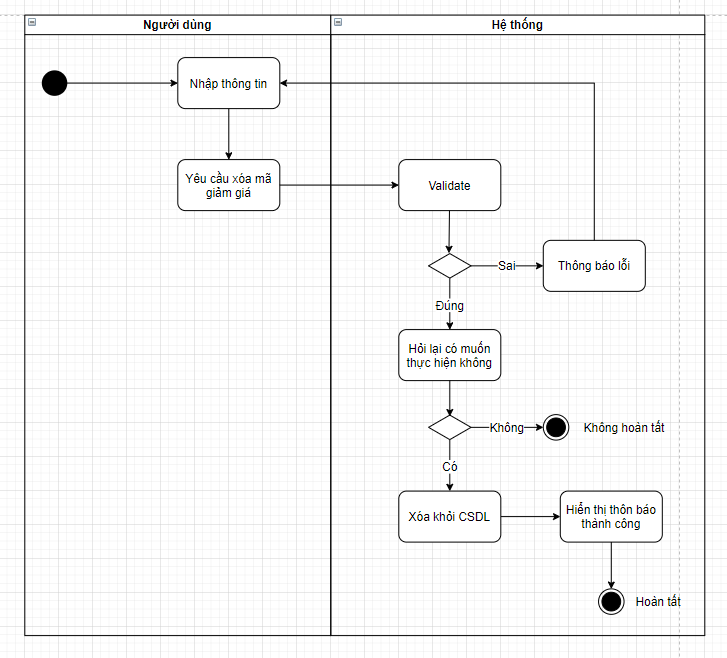 Người dùng
Hệ thống
Nhập thông tin
Yêu cầu xóa mã
giảm giá
Validate
Sai
Thông báo lỗi
Đúng
Hỏi lại có muốn
thực hiện không
Không
Không hoàn tất
Có
Xóa khỏi CSDL
Hiển thị thôn báo
thành công
Hoàn tất